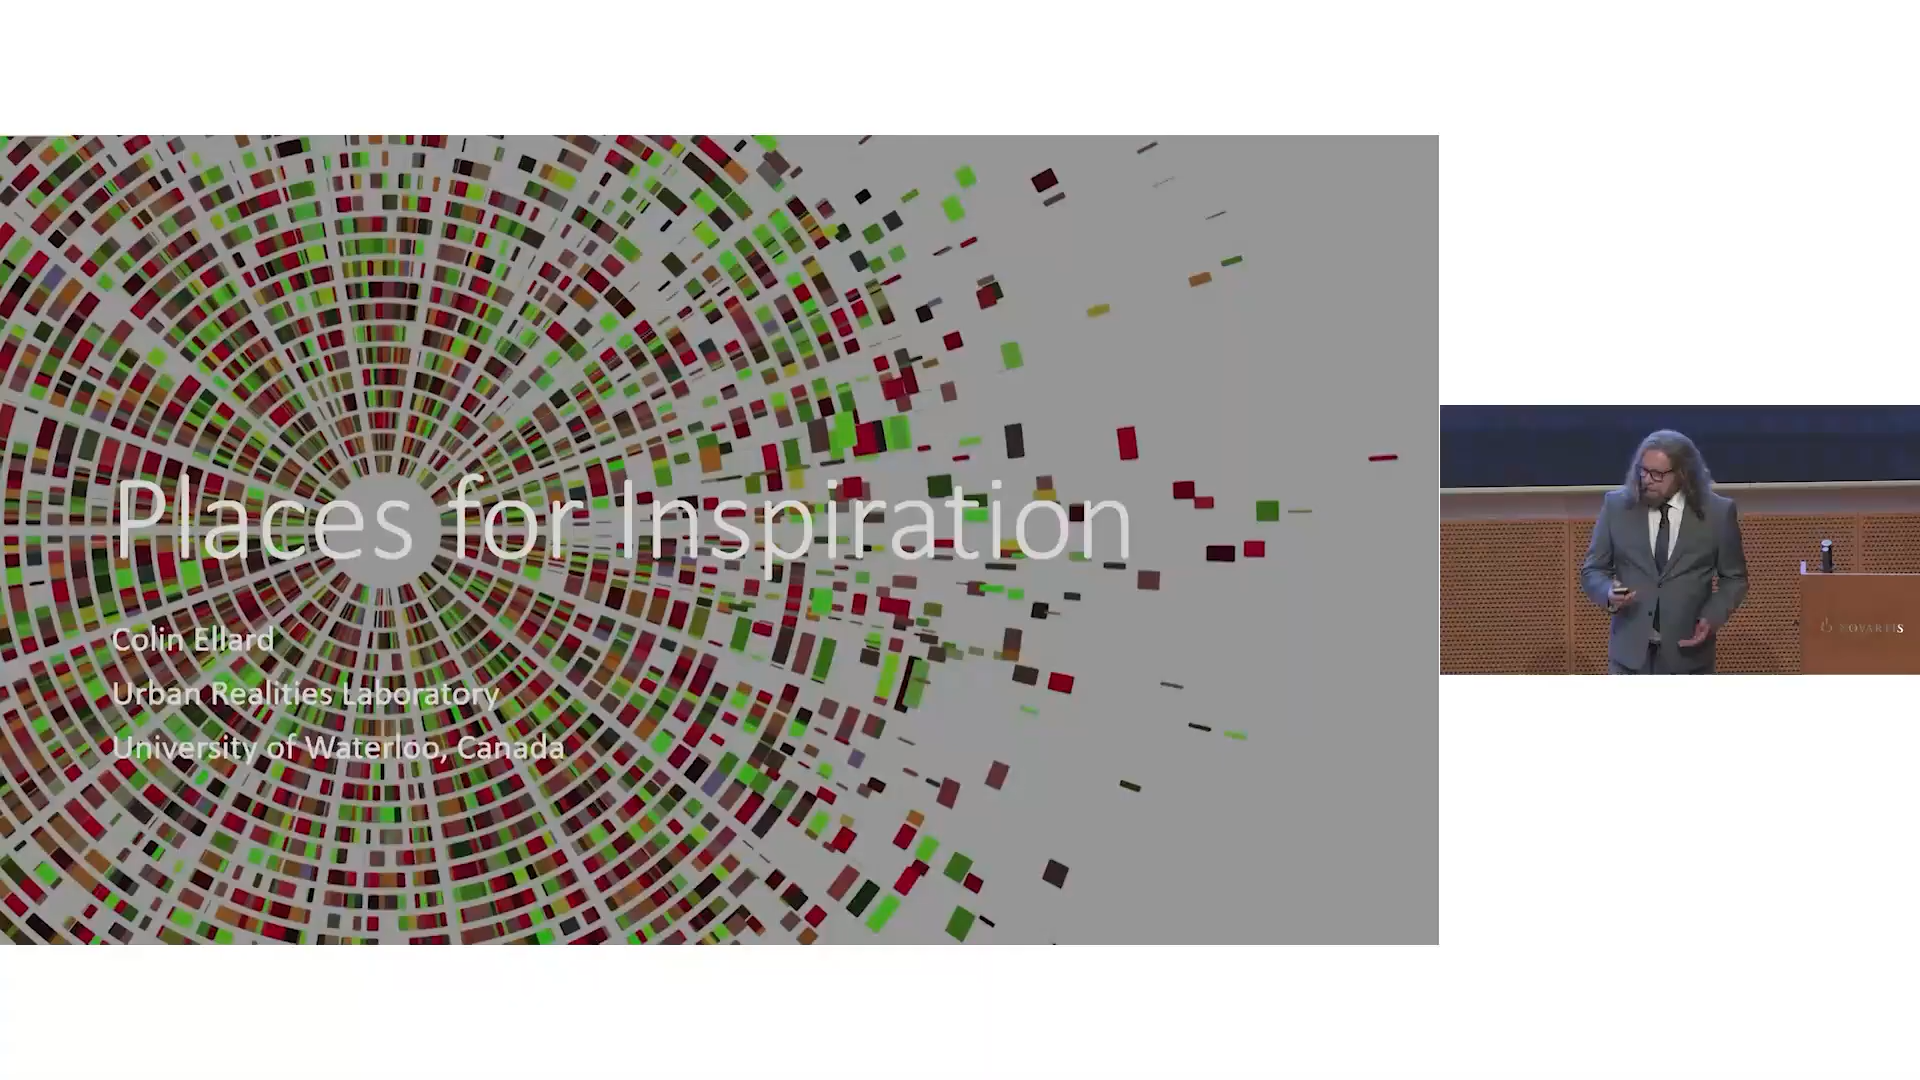 Places for Inspiration
Colin Ellard
Urban Realities Laboratory
University of Waterloo, Canada
NOVARTIS